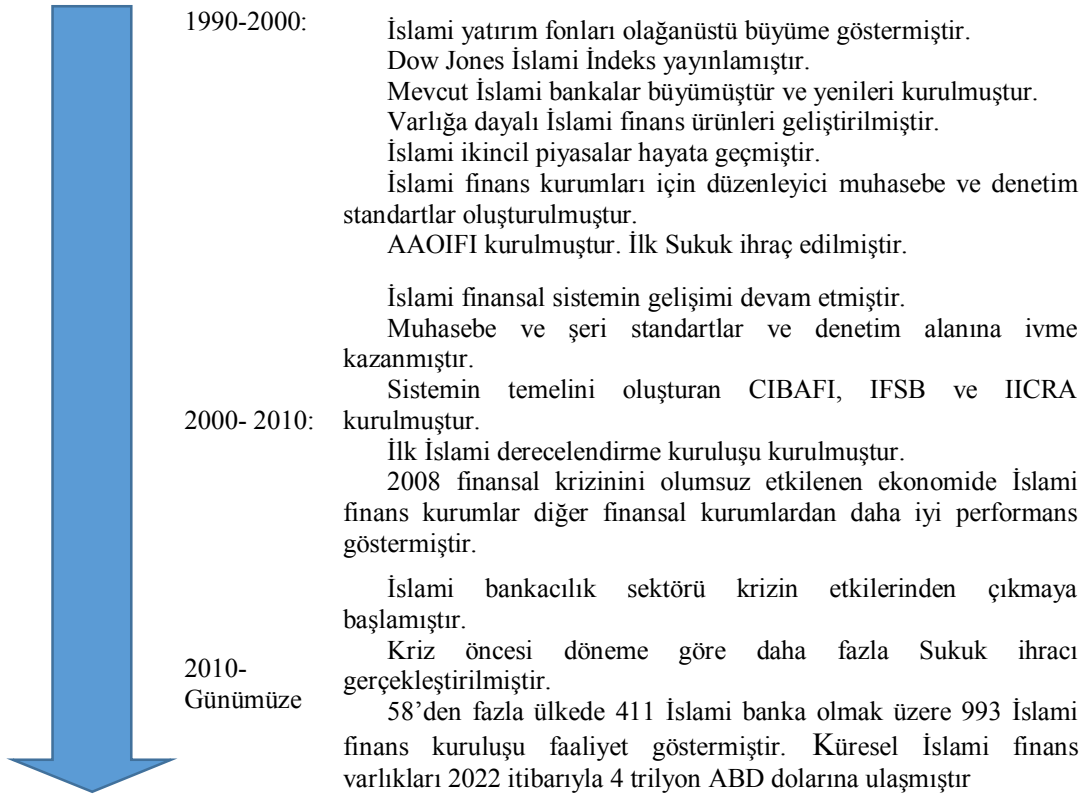 1990-2000:
İslami yatırım fonları olağanüstü büyüme göstermiştir.
Dow Jones İslami İndeks yayınlamıştır.
Mevcut İslami bankalar büyümüştür ve yenileri kurulmuştur.
Varlığa dayalı İslami finans ürünleri geliştirilmiştir.
İslami ikincil piyasalar hayata geçmiştir.
İslami finans kurumları için düzenleyici muhasebe ve denetim
standartlar oluşturulmuştur.
AAOIFI kurulmuştur. İlk Sukuk ihraç edilmiştir.
2000- 2010:
İslami finansal sistemin gelişimi devam etmiştir.
Muhasebe ve şeri standartlar ve denetim alanına ivme
kazanmıştır.
Sistemin temelini oluşturan CIBAFI, IFSB ve IICRA
kurulmuştur.
İlk İslami derecelendirme kuruluşu kurulmuştur.
2008 finansal krizinini olumsuz etkilenen ekonomide İslami
finans kurumlar diğer finansal kurumlardan daha iyi performans
göstermiştir.
2010-
Günümüze
İslami bankacılık sektörü krizin etkilerinden çıkmaya
başlamıştır.
Kriz öncesi döneme göre daha fazla Sukuk ihracı
gerçekleştirilmiştir.
58’den fazla ülkede 411 İslami banka olmak üzere 993 İslami
finans kuruluşu faaliyet göstermiştir. Küresel İslami finans
varlıkları 2022 itibarıyla 4 trilyon ABD dolarına ulaşmıştır